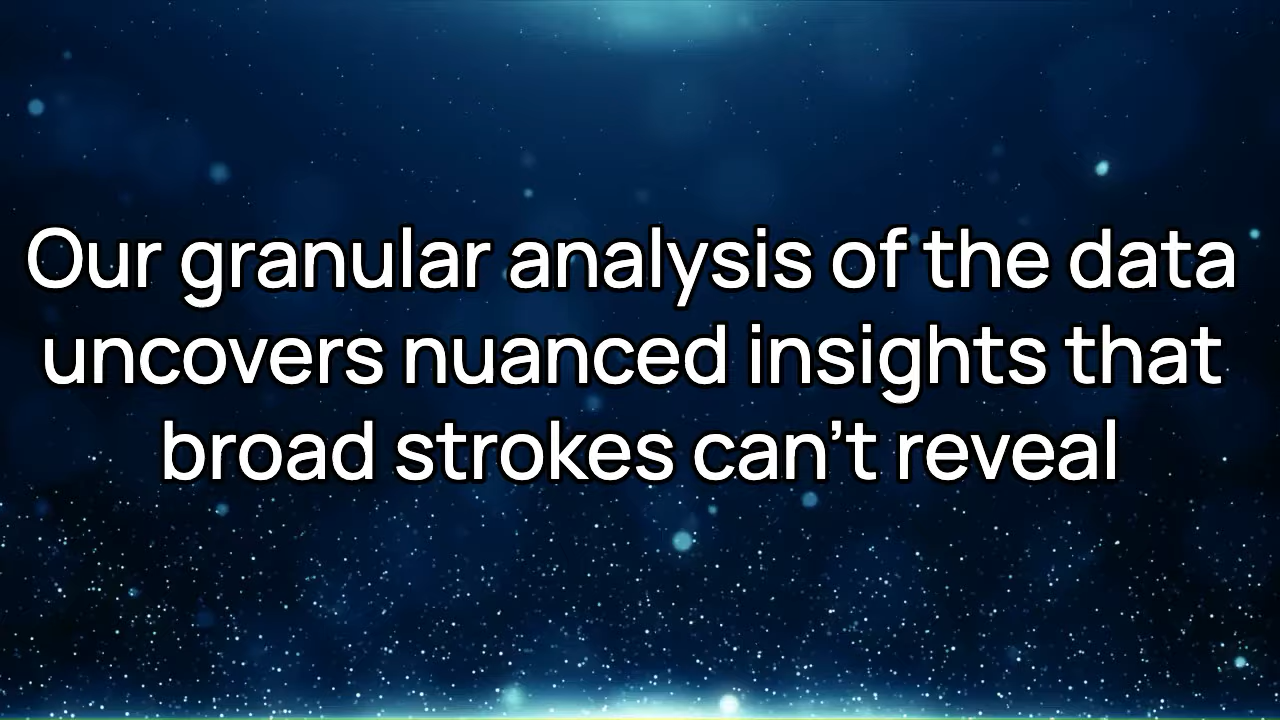 Our granular analysis of the data
uncovers nuanced insights that
broad strokes can’t reveal